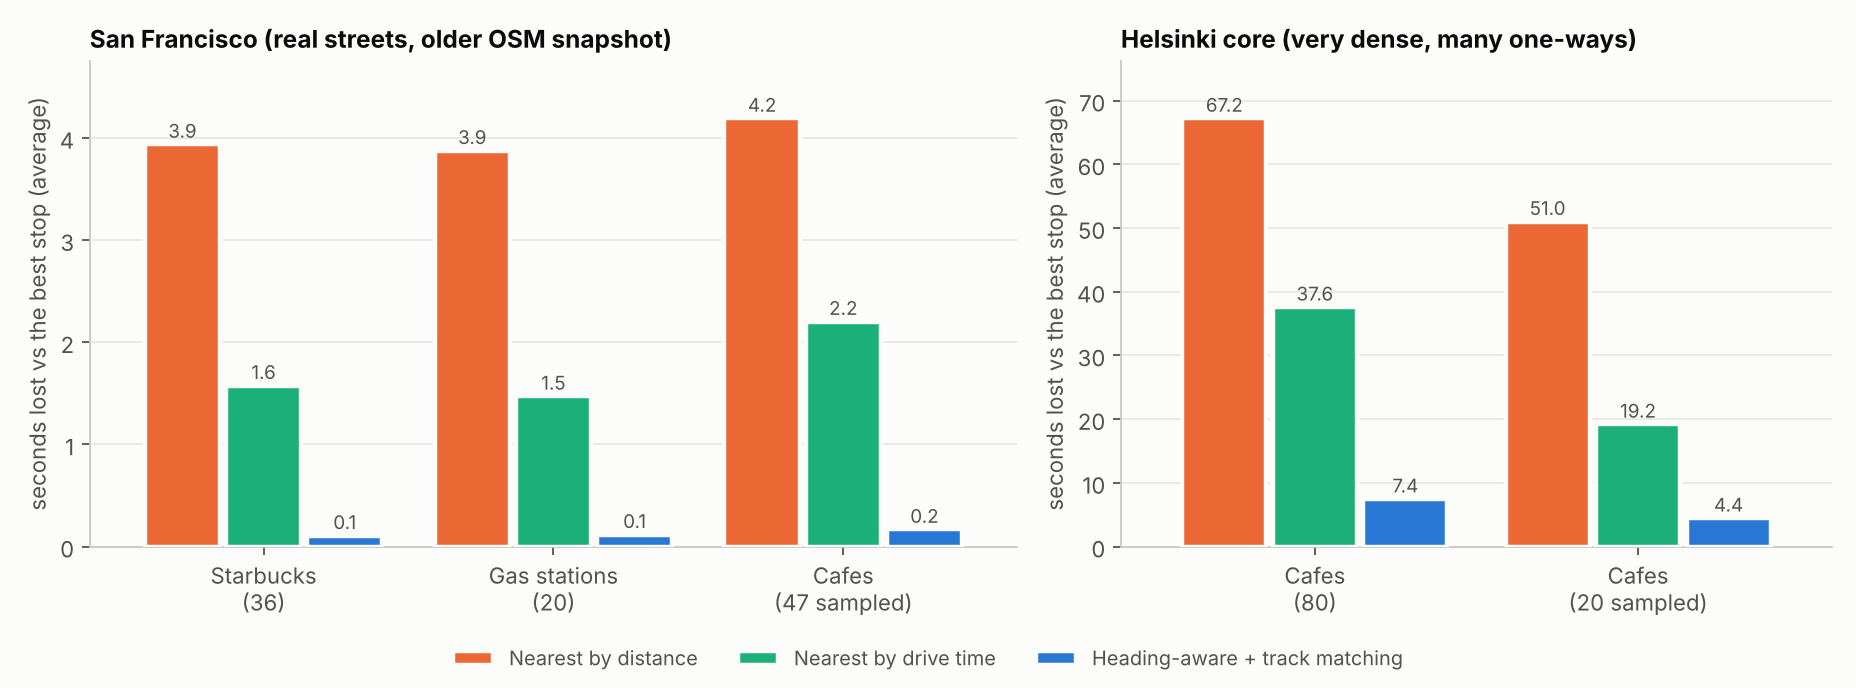 San Francisco (real streets, older OSM snapshot)
seconds lost vs the best stop (average)
4
3
2
1
0
3.9
1.6
0.1
3.9
1.5
0.1
4.2
2.2
0.2
Starbucks
(36)
Gas stations
(20)
Cafes
(47 sampled)
Helsinki core (very dense, many one-ways)
seconds lost vs the best stop (average)
70
60
50
40
30
20
10
0
67.2
37.6
7.4
51.0
19.2
4.4
Cafes
(80)
Cafes
(20 sampled)
Nearest by distance
Nearest by drive time
Heading-aware + track matching